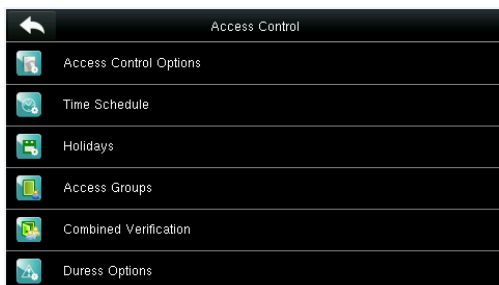 Access Control
Access Control Options
Time Schedule
Holidays
Access Groups
Combined Verification
Duress Options